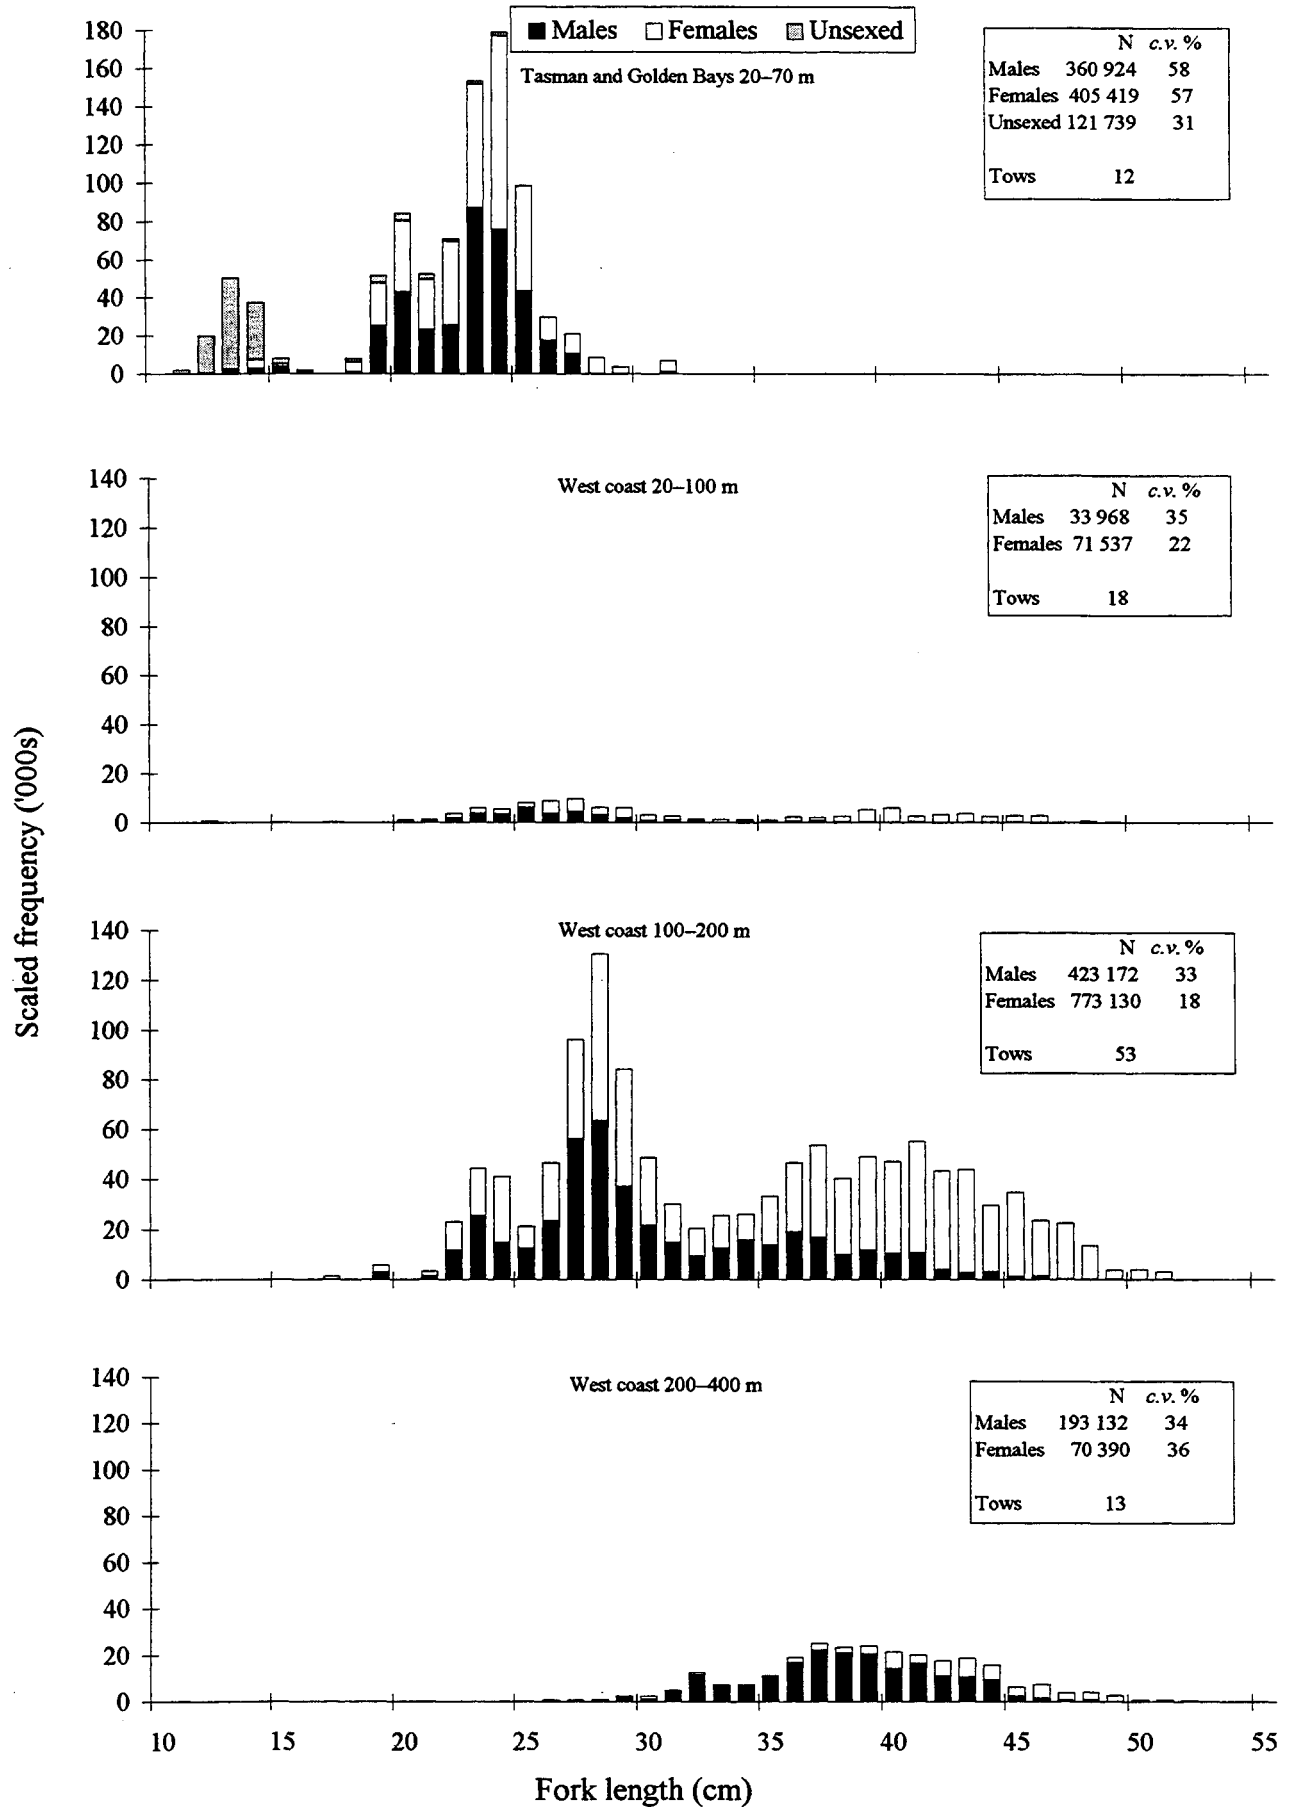 Males Females Unsexed
Tasman and Golden Bays 20–70 m
N c.v. %
Males 360 924 58
Females 405 419 57
Unsexed 121 739 31
Tows 12
180
160
140
120
100
80
60
40
20
0
West coast 20–100 m
N c.v. %
Males 33 968 35
Females 71 537 22
Tows 18
140
120
100
80
60
40
20
0
Scaled frequency ('000s)
West coast 100–200 m
N c.v. %
Males 423 172 33
Females 773 130 18
Tows 53
140
120
100
80
60
40
20
0
West coast 200–400 m
N c.v. %
Males 193 132 34
Females 70 390 36
Tows 13
140
120
100
80
60
40
20
0
10 15 20 25 30 35 40 45 50 55
Fork length (cm)